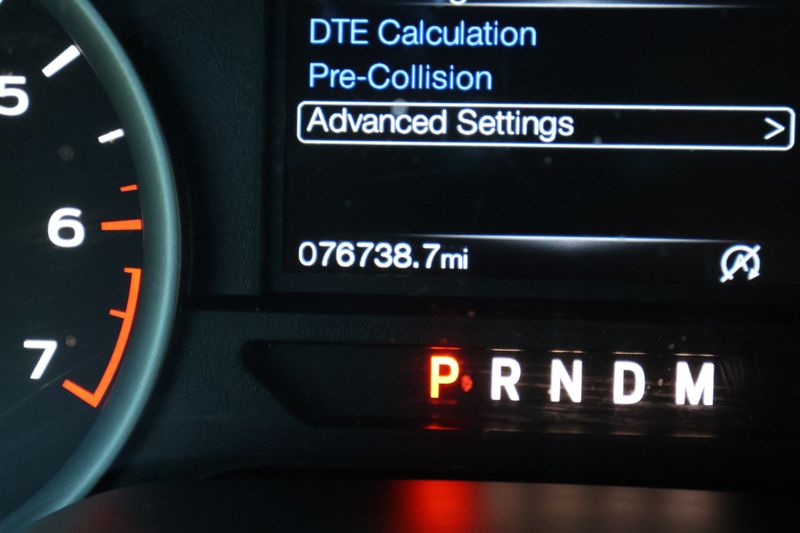 DTE Calculation
Pre-Collision
Advanced Settings >
076738.7mi
5
6
7
P R N D M